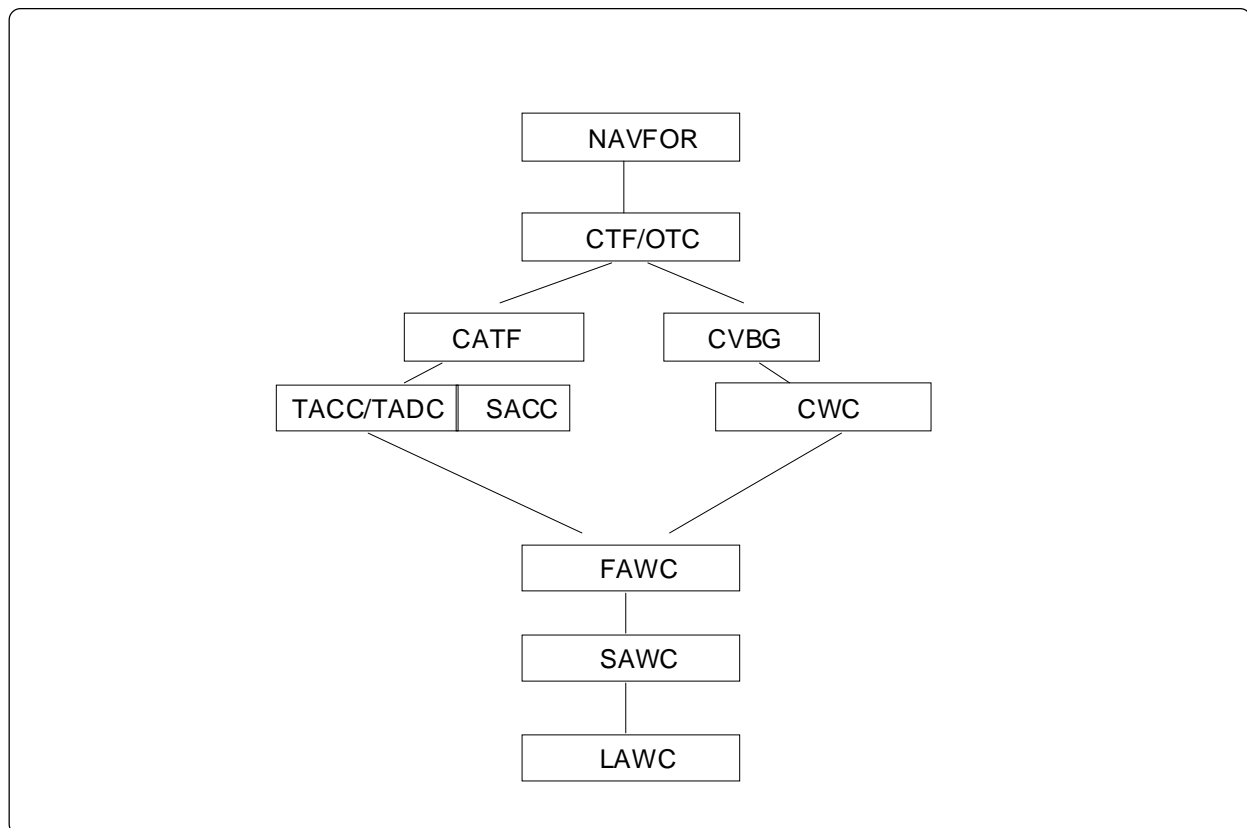 NAVFOR
CTF/OTC
CATF CVBG
TACC/TADC SACC CWC
FAWC
SAWC
LAWC